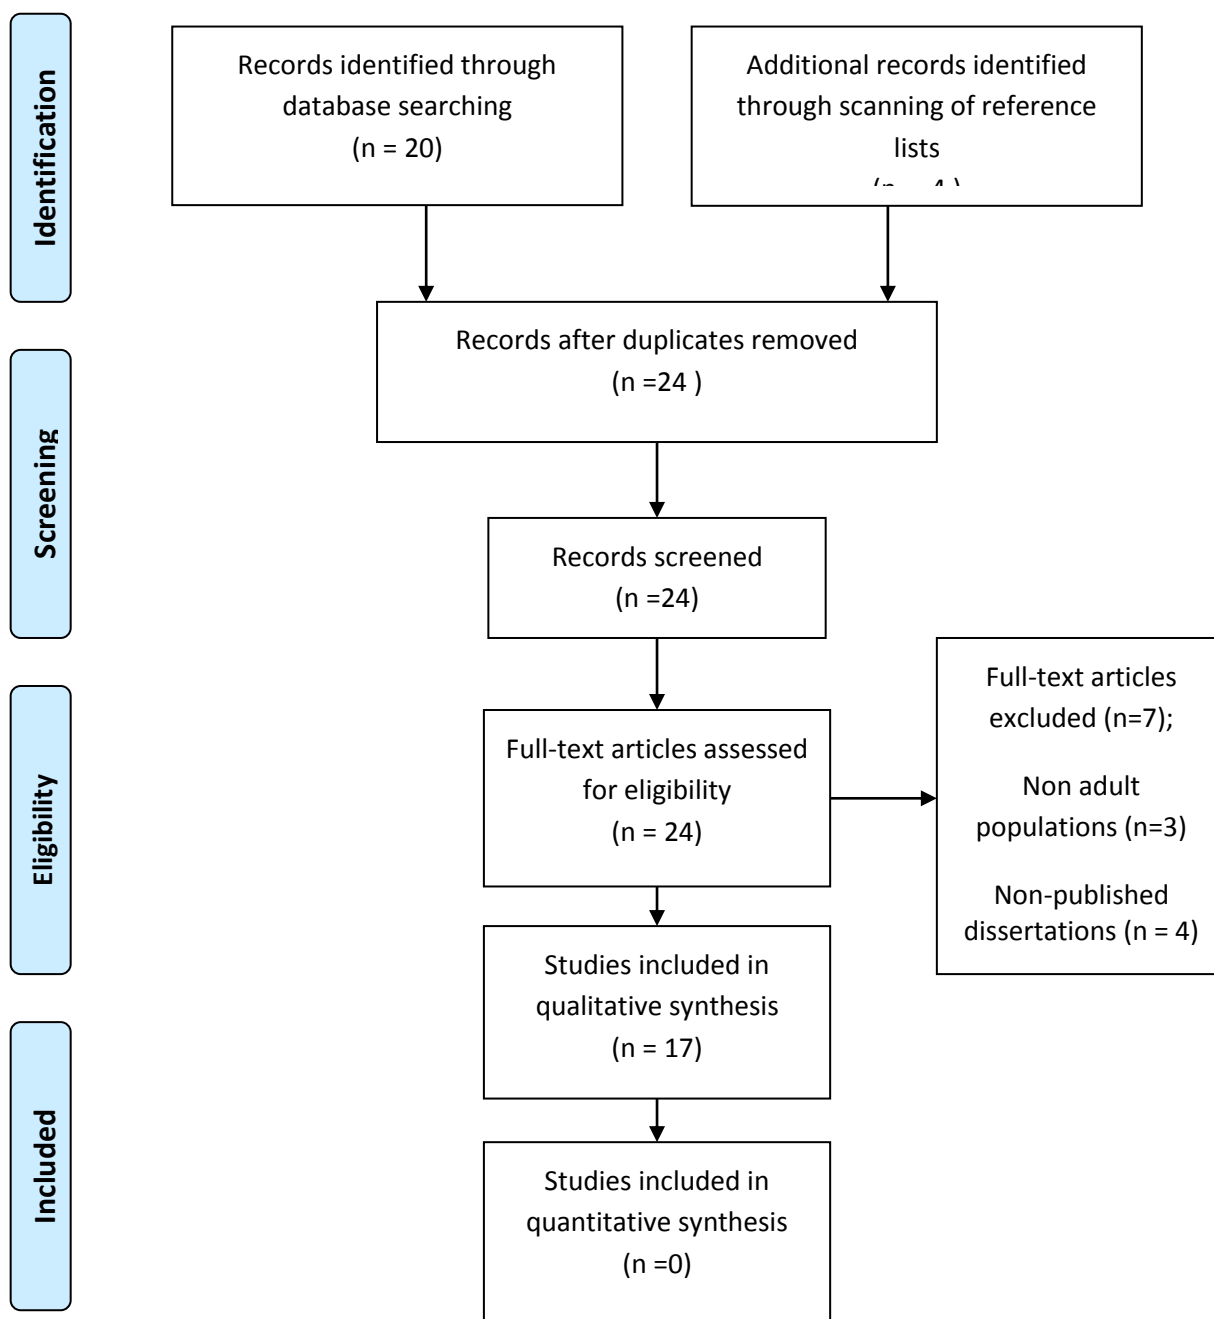 Identification
Records identified through
database searching
(n = 20)
Additional records identified
through scanning of reference
lists
Records after duplicates removed
(n =24 )
Screening
Records screened
(n =24)
Full-text articles
excluded (n=7);
Non adult
populations (n=3)
Non-published
dissertations (n = 4)
Eligibility
Full-text articles assessed
for eligibility
(n = 24)
Studies included in
qualitative synthesis
(n = 17)
Included
Studies included in
quantitative synthesis
(n =0)